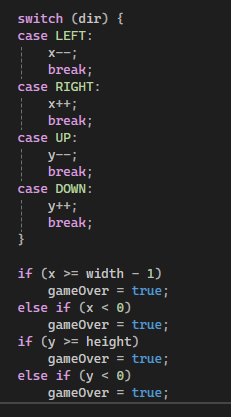 switch (dir) {
case LEFT:
    x--;
    break;
case RIGHT:
    x++;
    break;
case UP:
    y--;
    break;
case DOWN:
    y++;
    break;
}

if (x >= width - 1)
    gameOver = true;
else if (x < 0)
    gameOver = true;
if (y >= height)
    gameOver = true;
else if (y < 0)
    gameOver = true;